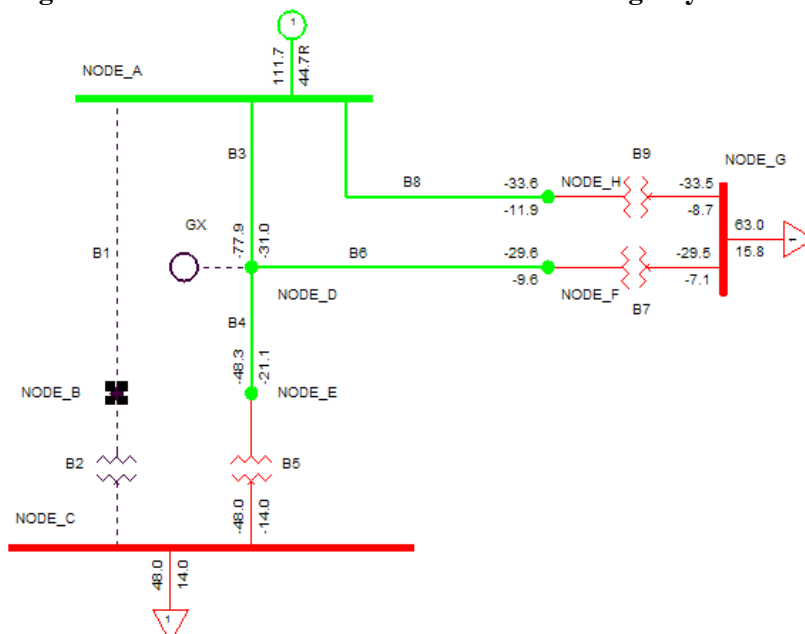 1
111.7
44.7R
NODE_A
B3
B9
NODE_G
B8
-33.6
NODE_H
-33.5
-11.9
-8.7
63.0
15.8
1
GX
B1
-77.9
-31.0
B6
-29.6
-29.5
-9.6
-7.1
NODE_D
NODE_F
B7
B4
-48.3
-21.1
NODE_B
NODE_E
B2
B5
-48.0
-14.0
NODE_C
48.0
14.0
1